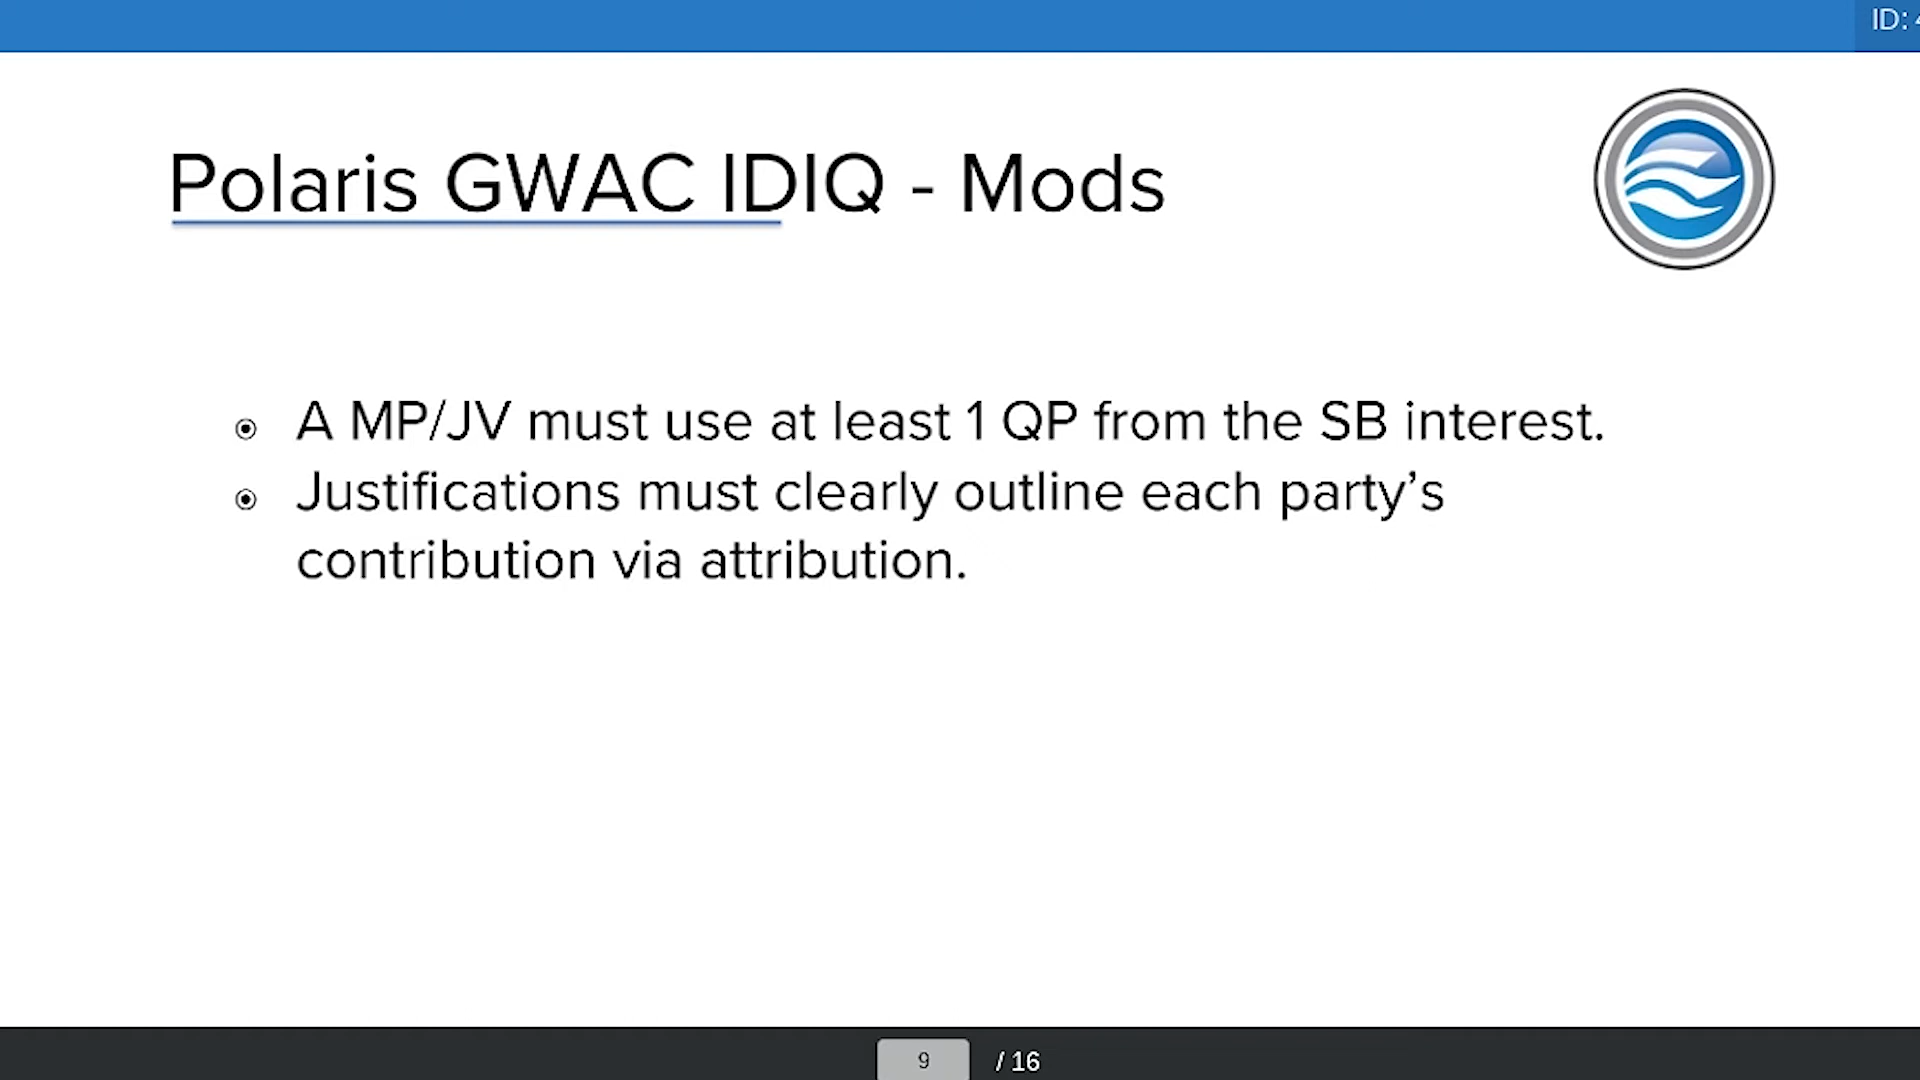 ID:
Polaris GWAC IDIQ - Mods
A MP/JV must use at least 1 QP from the SB interest.
Justifications must clearly outline each party’s
contribution via attribution.
9 / 16